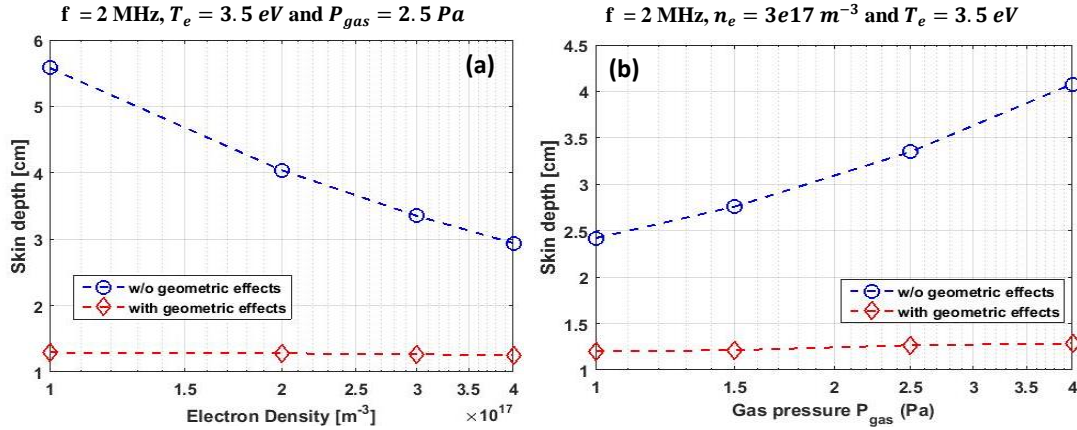 f = 2 MHz, T_e = 3.5 eV and P_gas = 2.5 Pa
(a)
Skin depth [cm]
6
5
4
3
2
1
w/o geometric effects
with geometric effects
1 1.5 2 2.5 3 3.5 4
×10^17
Electron Density [m^-3]
f = 2 MHz, n_e = 3e17 m^-3 and T_e = 3.5 eV
(b)
Skin depth [cm]
4.5
4
3.5
3
2.5
2
1.5
1
w/o geometric effects
with geometric effects
1 1.5 2 2.5 3 3.5 4
Gas pressure P_gas (Pa)